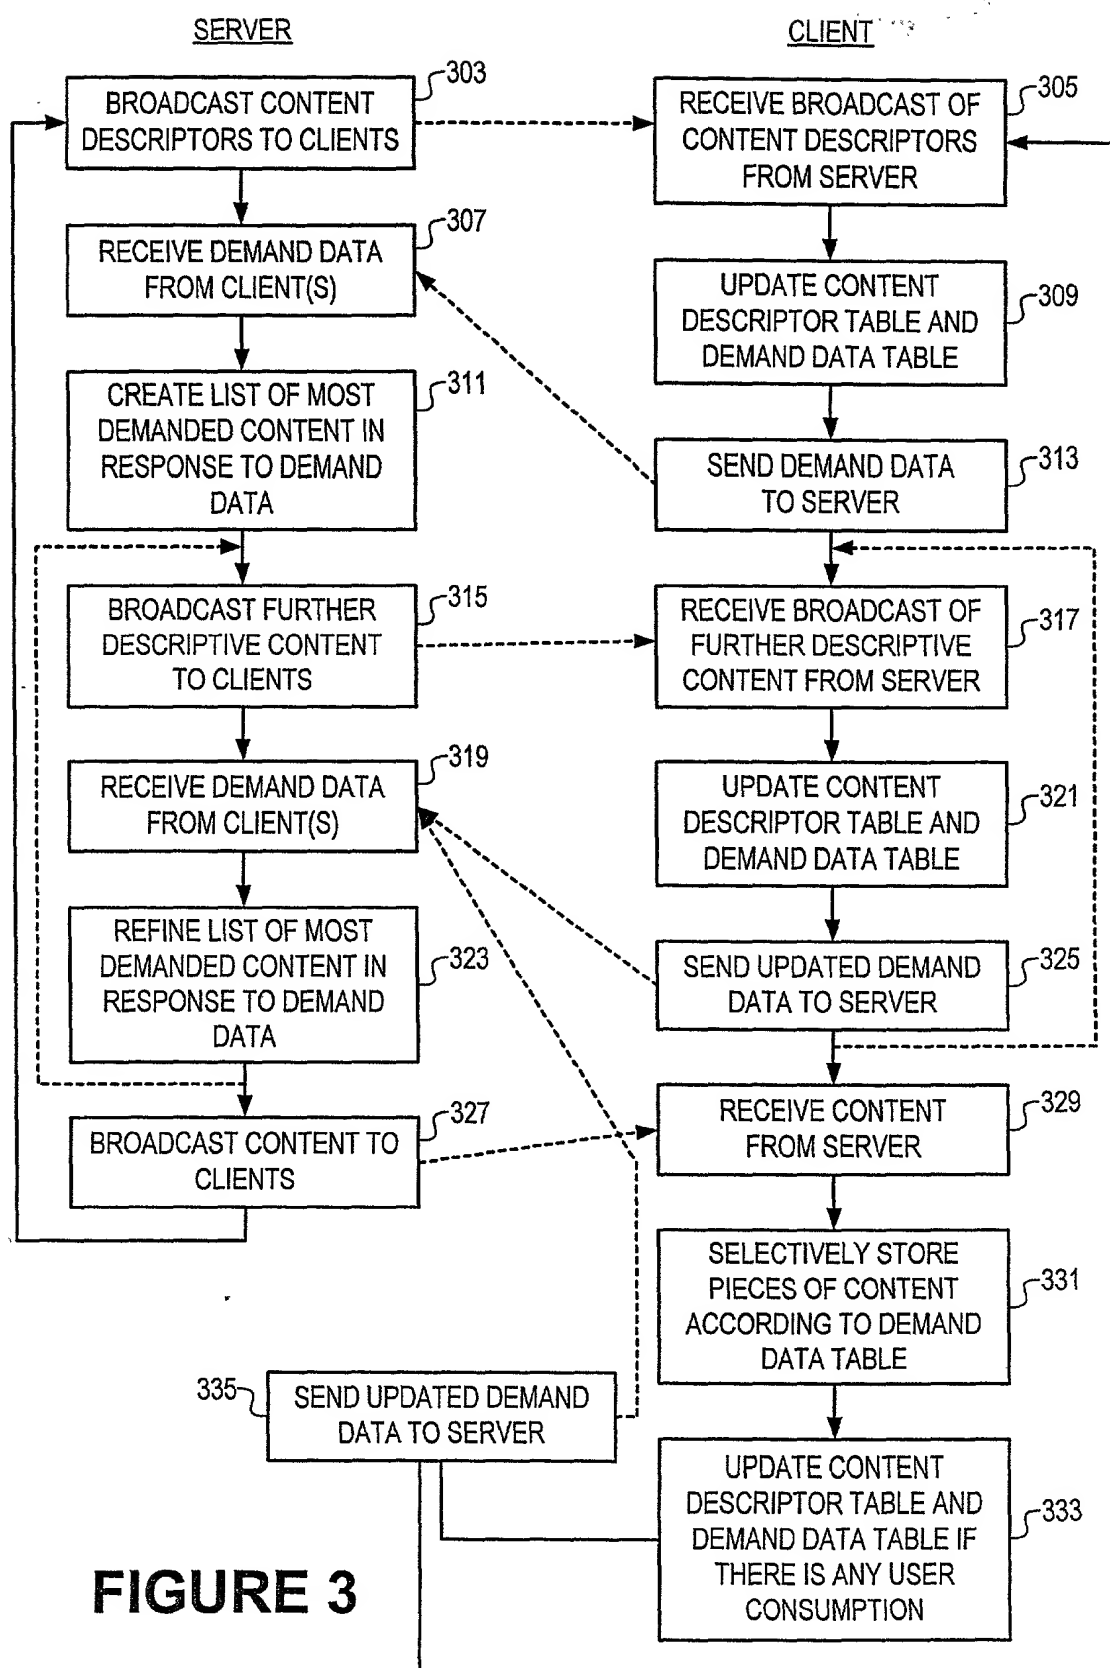 SERVER
CLIENT
303
BROADCAST CONTENT
DESCRIPTORS TO CLIENTS
305
RECEIVE BROADCAST OF
CONTENT DESCRIPTORS
FROM SERVER
307
RECEIVE DEMAND DATA
FROM CLIENT(S)
309
UPDATE CONTENT
DESCRIPTOR TABLE AND
DEMAND DATA TABLE
311
CREATE LIST OF MOST
DEMANDED CONTENT IN
RESPONSE TO DEMAND
DATA
313
SEND DEMAND DATA
TO SERVER
315
BROADCAST FURTHER
DESCRIPTIVE CONTENT
TO CLIENTS
317
RECEIVE BROADCAST OF
FURTHER DESCRIPTIVE
CONTENT FROM SERVER
319
RECEIVE DEMAND DATA
FROM CLIENT(S)
321
UPDATE CONTENT
DESCRIPTOR TABLE AND
DEMAND DATA TABLE
323
REFINE LIST OF MOST
DEMANDED CONTENT IN
RESPONSE TO DEMAND
DATA
325
SEND UPDATED DEMAND
DATA TO SERVER
327
BROADCAST CONTENT TO
CLIENTS
329
RECEIVE CONTENT
FROM SERVER
331
SELECTIVELY STORE
PIECES OF CONTENT
ACCORDING TO DEMAND
DATA TABLE
335
SEND UPDATED DEMAND
DATA TO SERVER
333
UPDATE CONTENT
DESCRIPTOR TABLE AND
DEMAND DATA TABLE IF
THERE IS ANY USER
CONSUMPTION
FIGURE 3